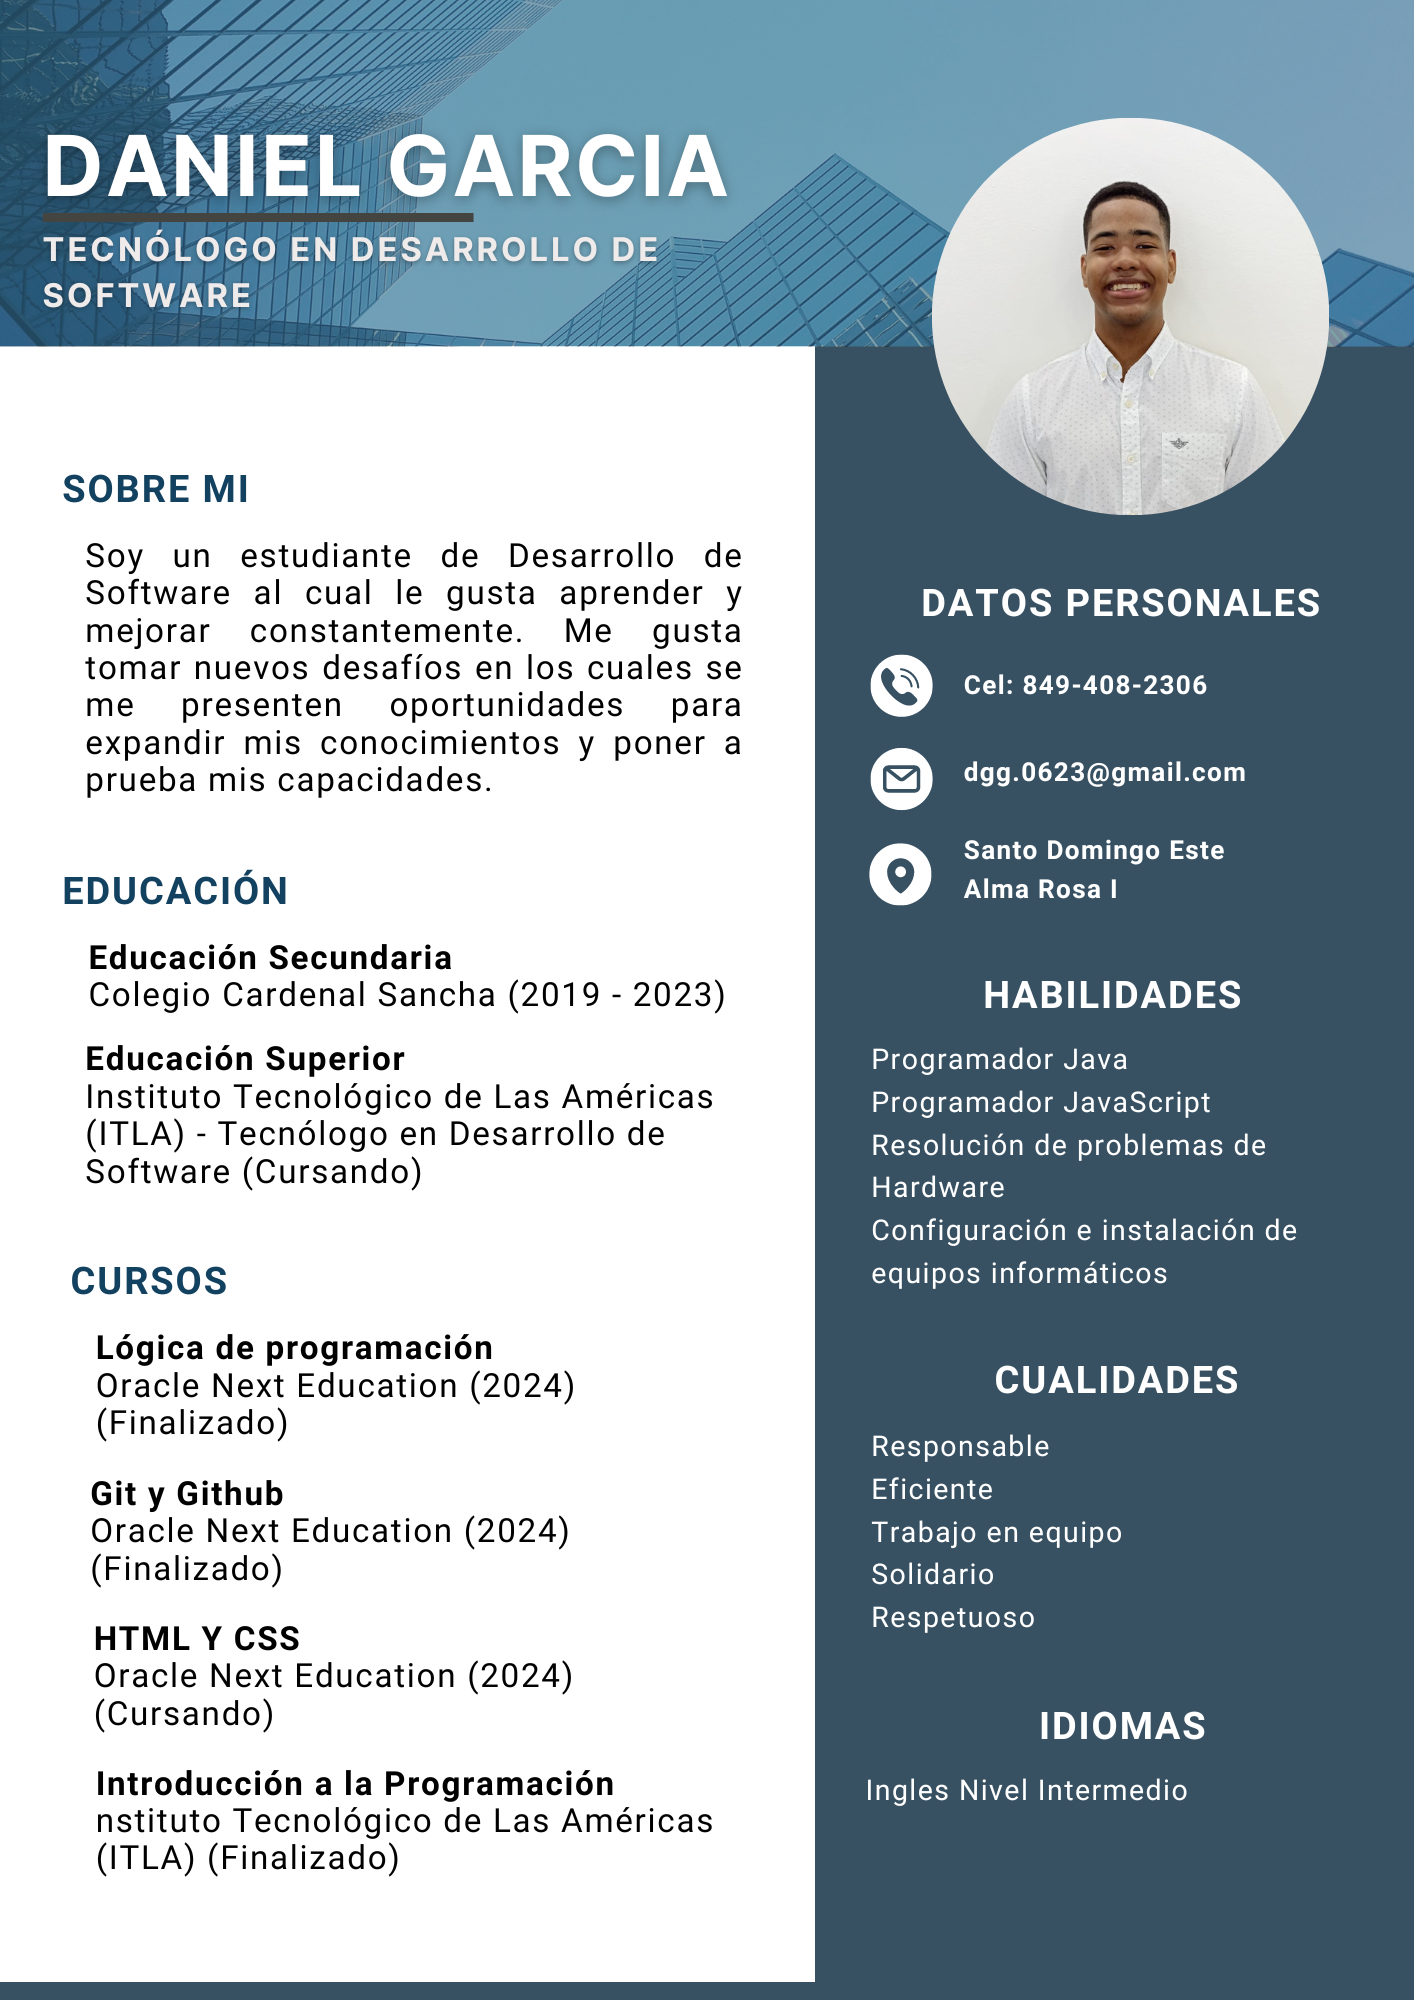 DANIEL GARCIA
TECNÓLOGO EN DESARROLLO DE
SOFTWARE
SOBRE MI
Soy un estudiante de Desarrollo de
Software al cual le gusta aprender y
mejorar constantemente. Me gusta
tomar nuevos desafíos en los cuales se
me presenten oportunidades para
expandir mis conocimientos y poner a
prueba mis capacidades.
EDUCACIÓN
Educación Secundaria
Colegio Cardenal Sancha (2019 - 2023)
Educación Superior
Instituto Tecnológico de Las Américas
(ITLA) - Tecnólogo en Desarrollo de
Software (Cursando)
CURSOS
Lógica de programación
Oracle Next Education (2024)
(Finalizado)
Git y Github
Oracle Next Education (2024)
(Finalizado)
HTML Y CSS
Oracle Next Education (2024)
(Cursando)
Introducción a la Programación
nstituto Tecnológico de Las Américas
(ITLA) (Finalizado)
DATOS PERSONALES
Cel: 849-408-2306
dgg.0623@gmail.com
Santo Domingo Este
Alma Rosa I
HABILIDADES
Programador Java
Programador JavaScript
Resolución de problemas de
Hardware
Configuración e instalación de
equipos informáticos
CUALIDADES
Responsable
Eficiente
Trabajo en equipo
Solidario
Respetuoso
IDIOMAS
Ingles Nivel Intermedio